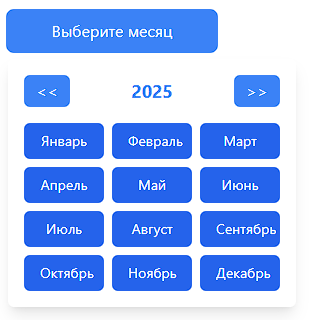 Выберите месяц
<< 2025 >>
Январь Февраль Март
Апрель Май Июнь
Июль Август Сентябрь
Октябрь Ноябрь Декабрь